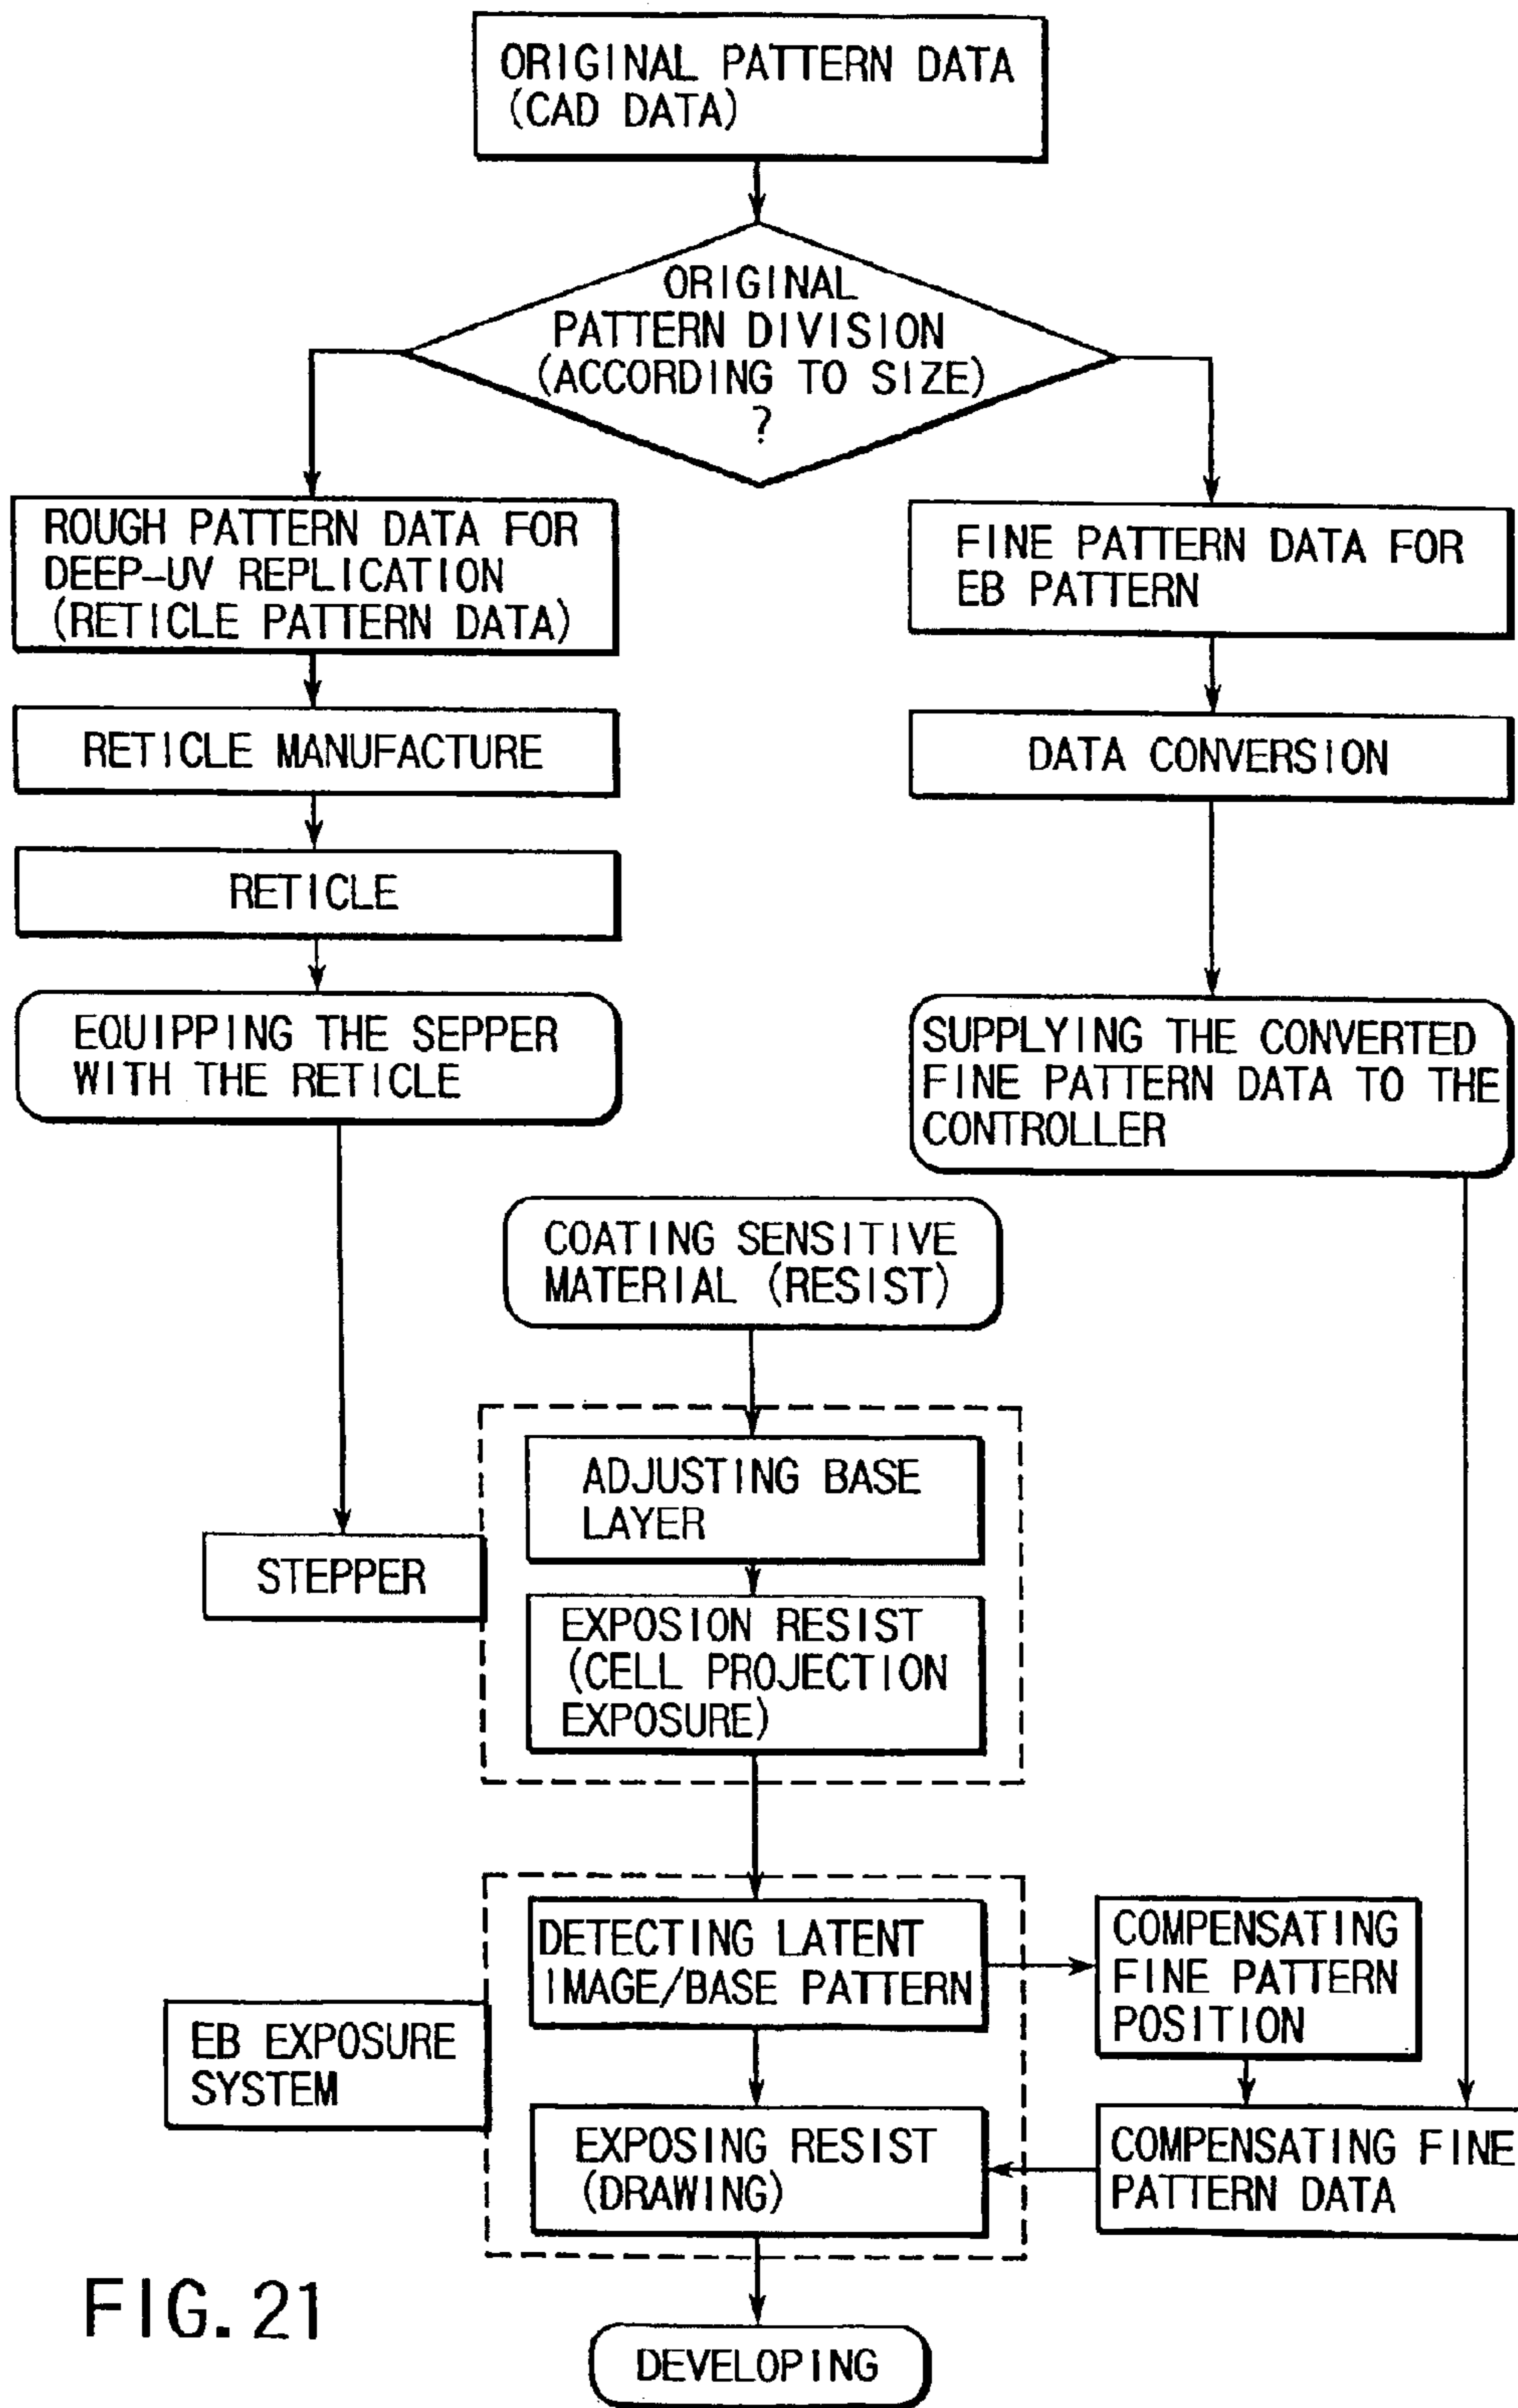 ORIGINAL PATTERN DATA
(CAD DATA)
ORIGINAL
PATTERN DIVISION
(ACCORDING TO SIZE)
?
ROUGH PATTERN DATA FOR
DEEP-UV REPLICATION
(RETICLE PATTERN DATA)
FINE PATTERN DATA FOR
EB PATTERN
RETICLE MANUFACTURE
DATA CONVERSION
RETICLE
EQUIPPING THE SEPPER
WITH THE RETICLE
SUPPLYING THE CONVERTED
FINE PATTERN DATA TO THE
CONTROLLER
COATING SENSITIVE
MATERIAL (RESIST)
ADJUSTING BASE
LAYER
STEPPER
EXPOSION RESIST
(CELL PROJECTION
EXPOSURE)
DETECTING LATENT
IMAGE/BASE PATTERN
COMPENSATING
FINE PATTERN
POSITION
EB EXPOSURE
SYSTEM
EXPOSING RESIST
(DRAWING)
COMPENSATING FINE
PATTERN DATA
DEVELOPING
FIG. 21